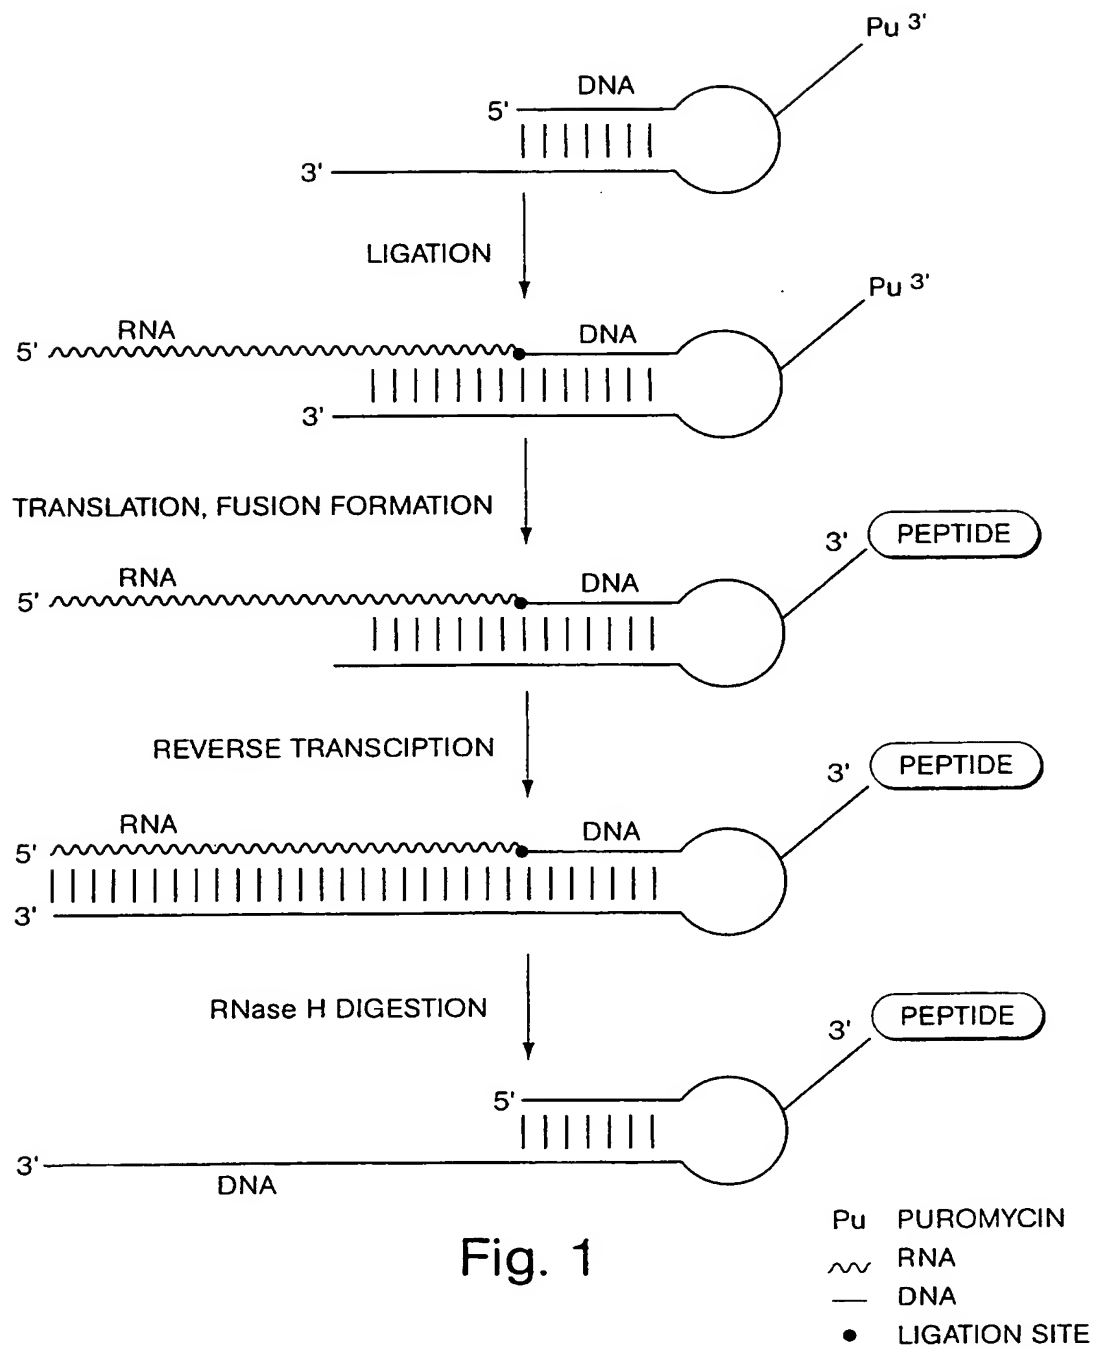 Pu 3'
DNA
5'
3'
LIGATION
Pu 3'
RNA
DNA
5'
3'
TRANSLATION, FUSION FORMATION
PEPTIDE
3'
RNA
DNA
5'
REVERSE TRANSCIPTION
PEPTIDE
3'
RNA
DNA
5'
3'
RNase H DIGESTION
PEPTIDE
3'
5'
3'
DNA
Pu PUROMYCIN
RNA
DNA
LIGATION SITE
Fig. 1